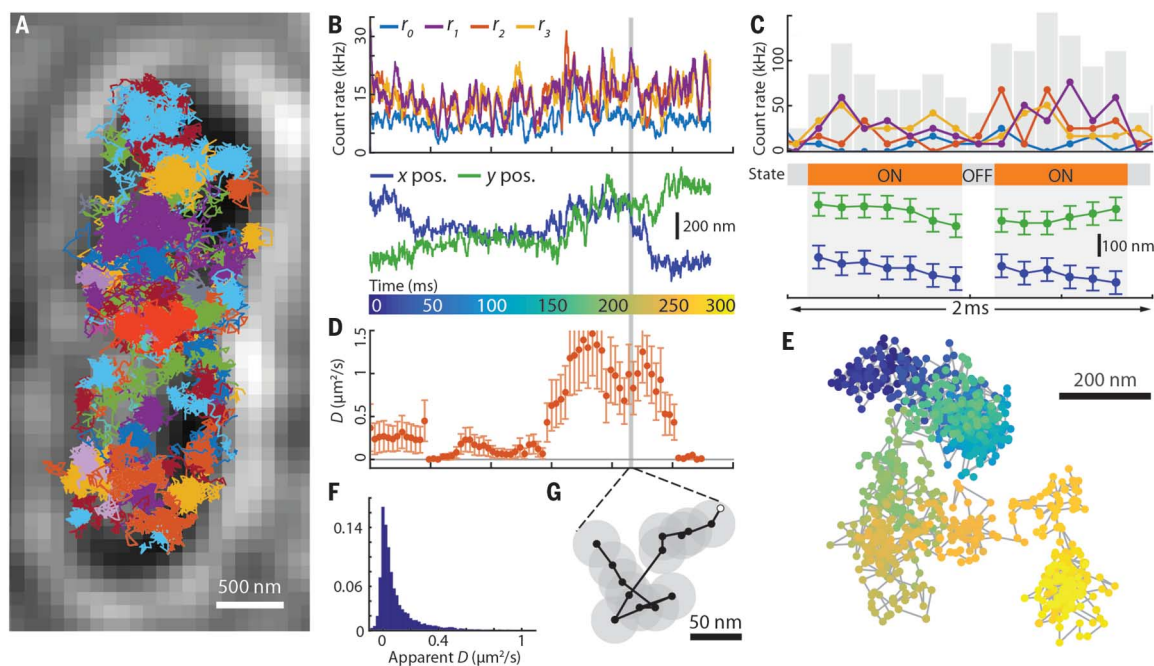 A
500 nm
B
r0 r1 r2 r3
Count rate (kHz)
30
20
10
0
x pos. y pos.
200 nm
Time (ms)
0 50 100 150 200 250 300
C
Count rate (kHz)
100
50
0
State
ON OFF ON
100 nm
2 ms
D
D (μm²/s)
1.5
1
0.5
0
E
200 nm
F
0.14
0.06
0 0.4 1
Apparent D (μm²/s)
G
50 nm